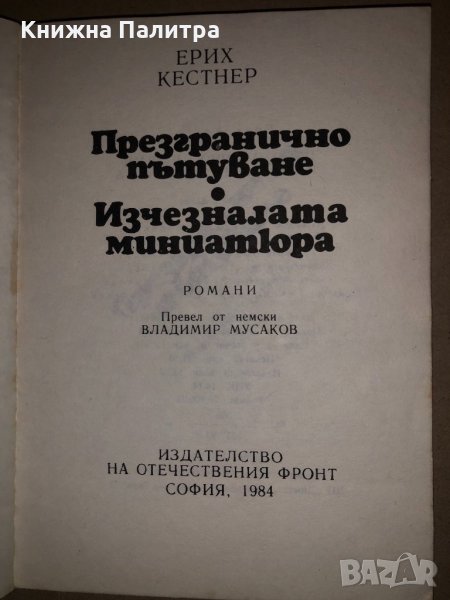 Книжна Палитра
ЕРИХ
КЕСТНЕР
Презгранично
пътуване
•
Изчезналата
миниатюра
РОМАНИ
Превел от немски
ВЛАДИМИР МУСАКОВ
ИЗДАТЕЛСТВО
НА ОТЕЧЕСТВЕНИЯ ФРОНТ
СОФИЯ, 1984
BAZAR